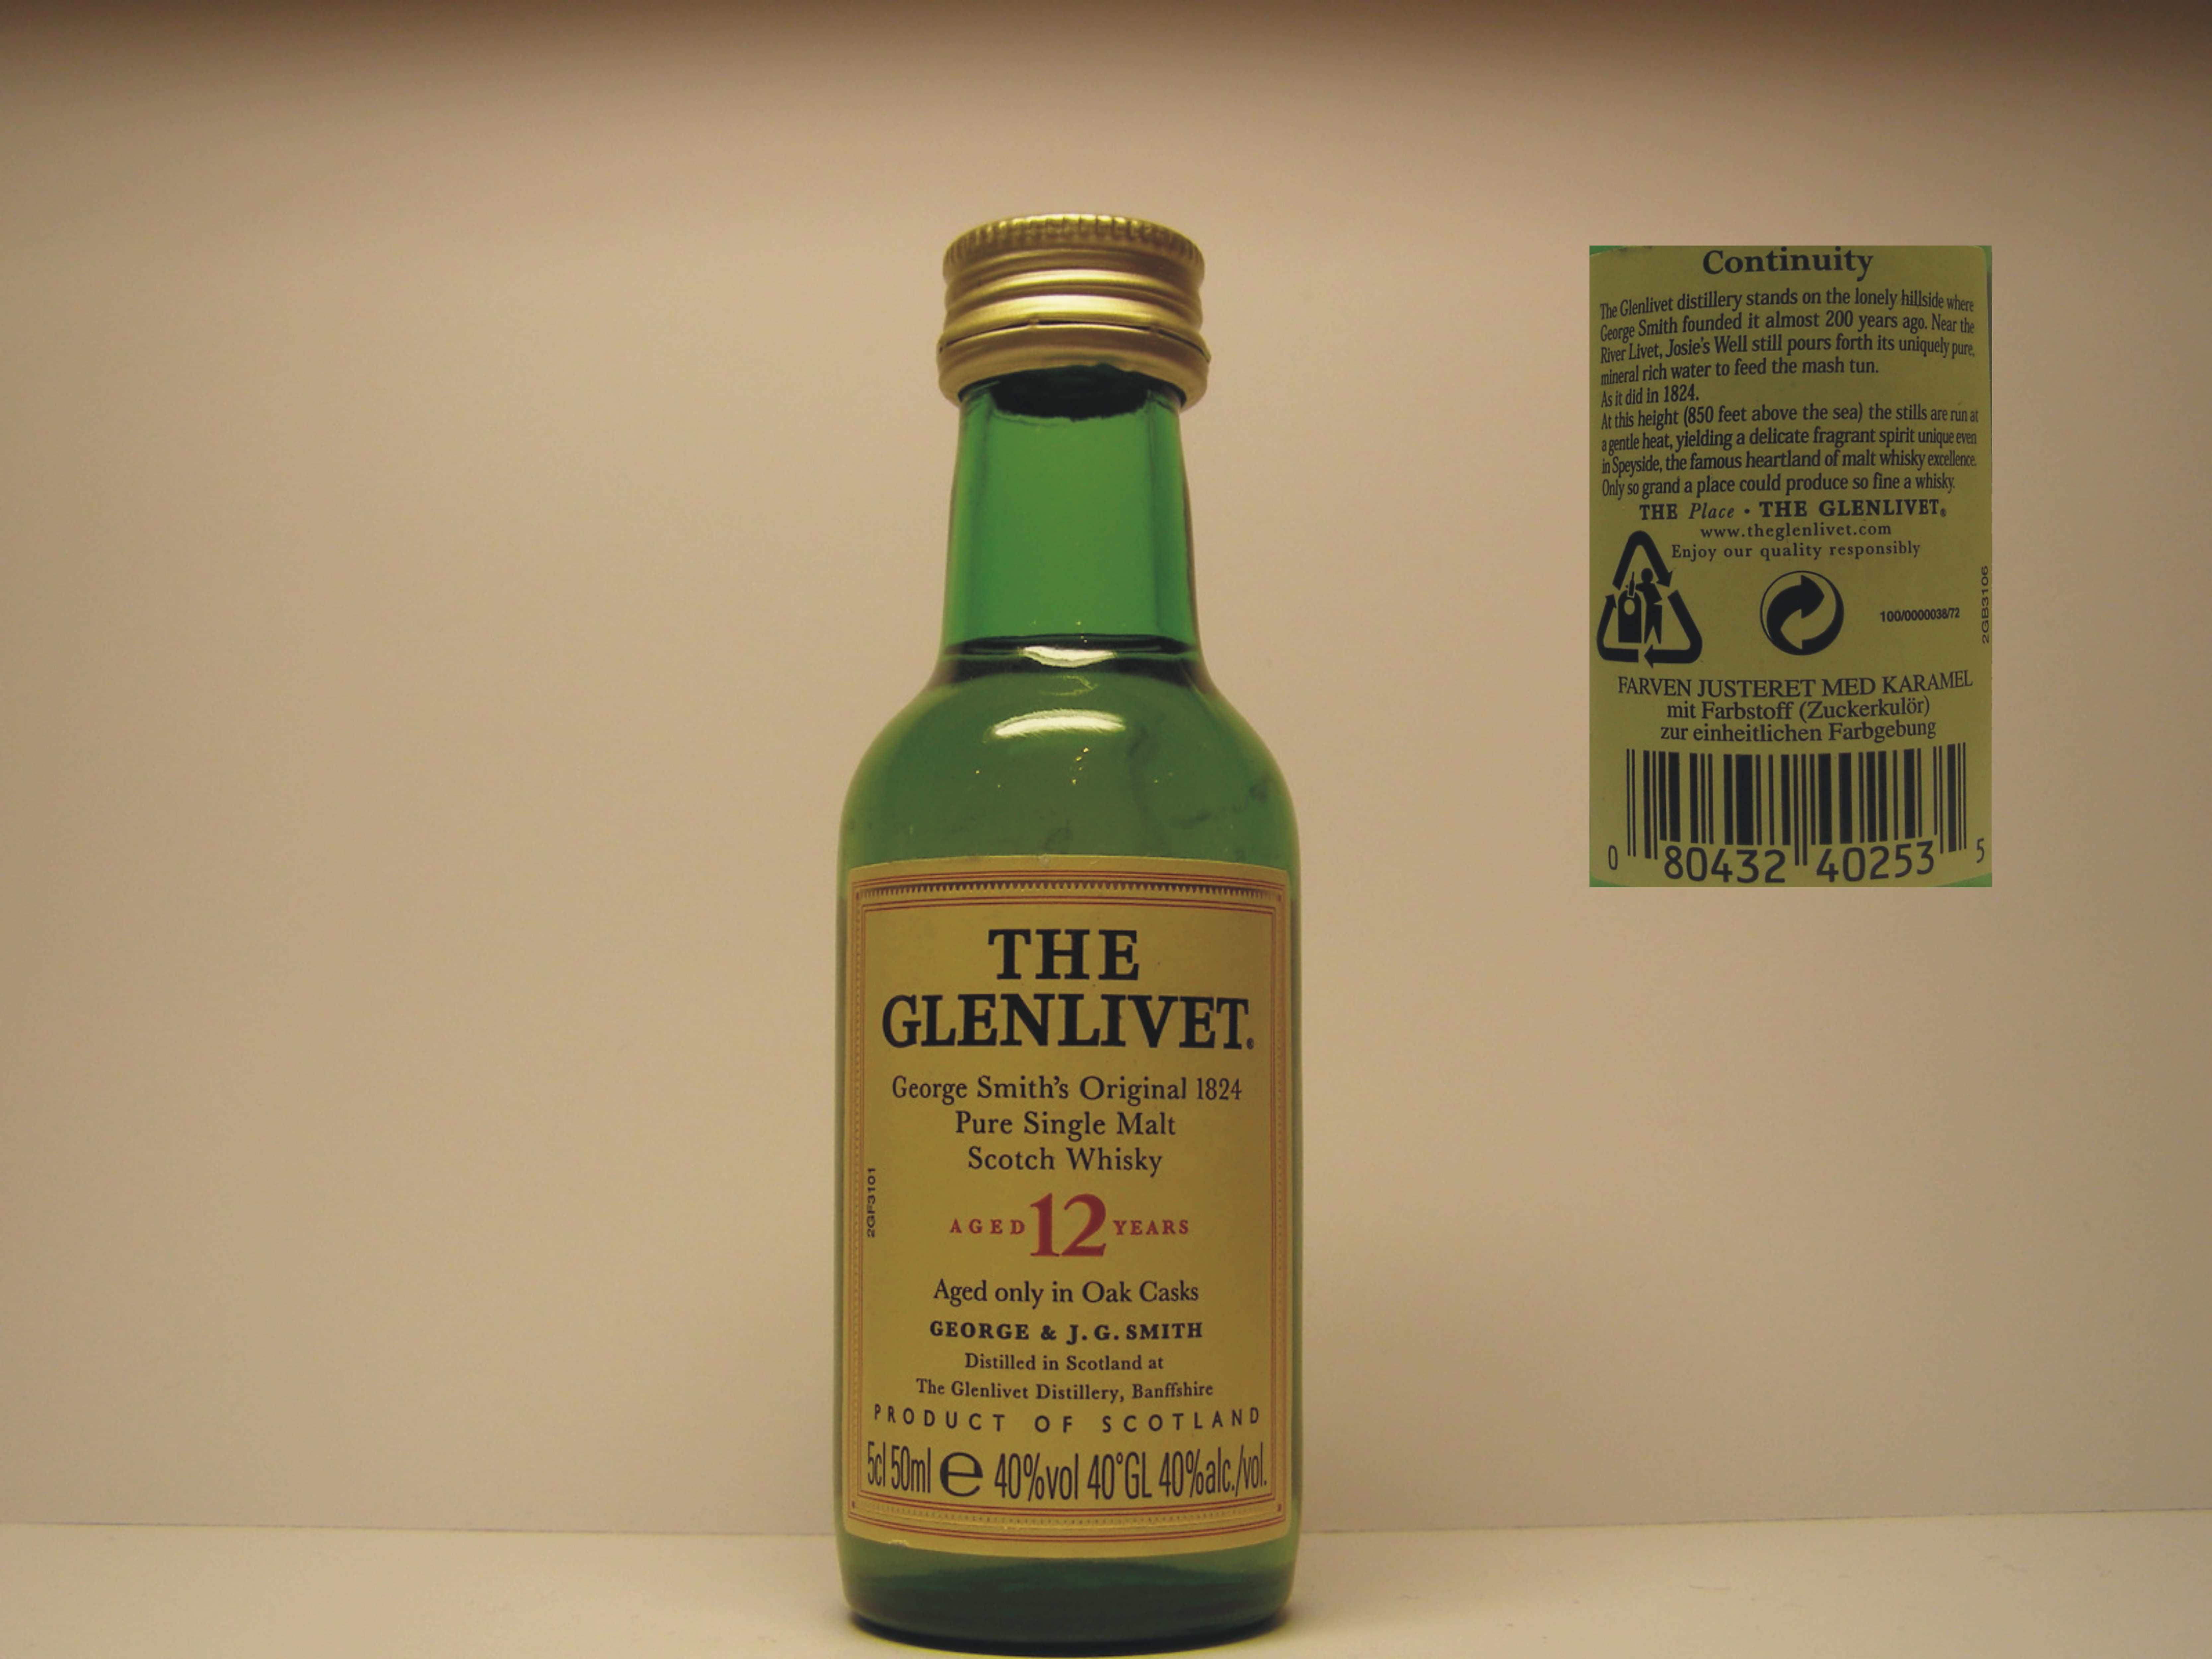 THE
GLENLIVET®
George Smith's Original 1824
Pure Single Malt
Scotch Whisky
AGED 12 YEARS
Aged only in Oak Casks
GEORGE & J. G. SMITH
Distilled in Scotland at
The Glenlivet Distillery, Banffshire
PRODUCT OF SCOTLAND
5cl 50ml e 40%vol 40°GL 40%alc./vol.
2GF3101
Continuity
The Glenlivet distillery stands on the lonely hillside where
George Smith founded it almost 200 years ago. Near the
River Livet, Josie's Well still pours forth its uniquely pure,
mineral rich water to feed the mash tun.
As it did in 1824.
At this height (850 feet above the sea) the stills are run at
a gentle heat, yielding a delicate fragrant spirit unique even
in Speyside, the famous heartland of malt whisky excellence.
Only so grand a place could produce so fine a whisky.
THE Place • THE GLENLIVET®
www.theglenlivet.com
Enjoy our quality responsibly
100/0000038/72
2GB3106
FARVEN JUSTERET MED KARAMEL
mit Farbstoff (Zuckerkulör)
zur einheitlichen Farbgebung
0 80432 40253 5